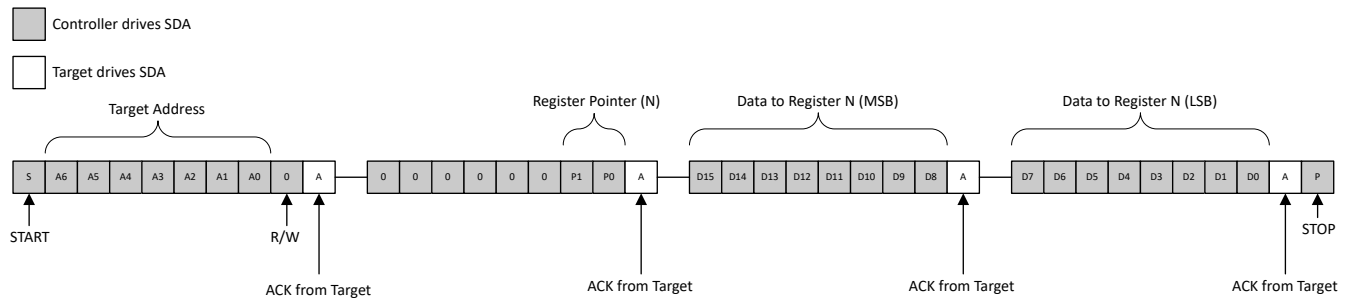 Controller drives SDA
Target drives SDA
Target Address
Register Pointer (N)
Data to Register N (MSB)
Data to Register N (LSB)
S A6 A5 A4 A3 A2 A1 A0 0 A 0 0 0 0 0 0 P1 P0 A D15 D14 D13 D12 D11 D10 D9 D8 A D7 D6 D5 D4 D3 D2 D1 D0 A P
START
R/W
STOP
ACK from Target
ACK from Target
ACK from Target
ACK from Target